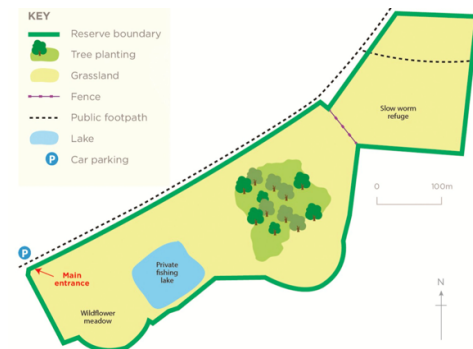 KEY
Reserve boundary
Tree planting
Grassland
Fence
Public footpath
Lake
P
Car parking
Slow worm
refuge
0
100m
P
Main
entrance
Private
fishing
lake
Wildflower
meadow
N